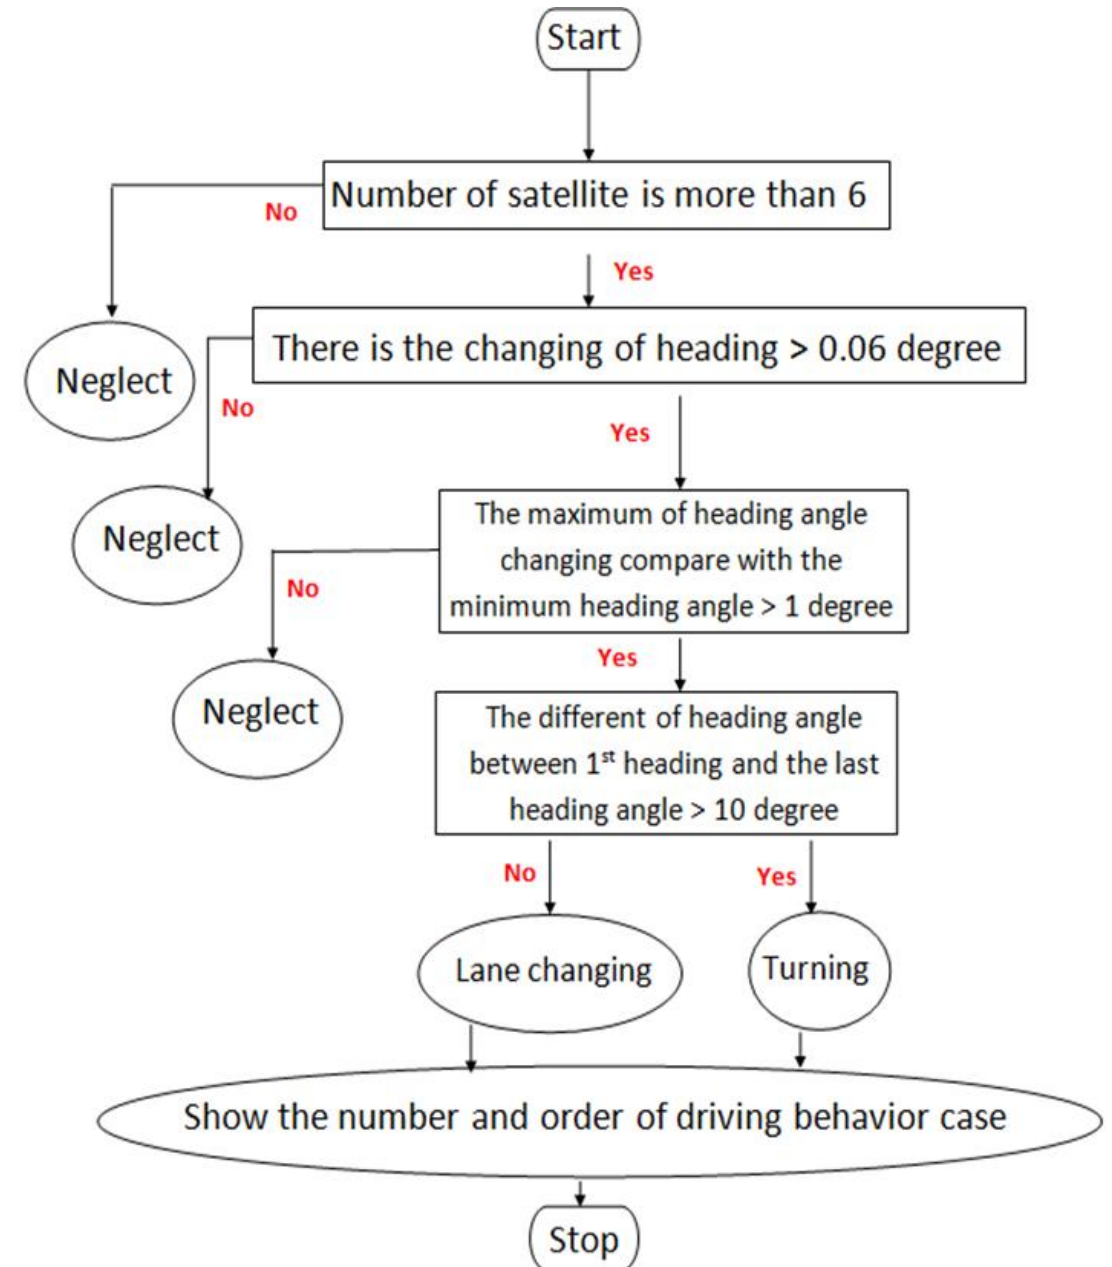 Start
Number of satellite is more than 6
No
Yes
There is the changing of heading > 0.06 degree
Neglect
No
Yes
The maximum of heading angle
changing compare with the
minimum heading angle > 1 degree
Neglect
No
Yes
Neglect
The different of heading angle
between 1st heading and the last
heading angle > 10 degree
No
Yes
Lane changing
Turning
Show the number and order of driving behavior case
Stop